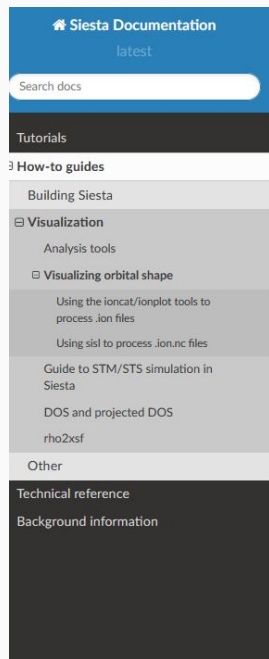 Siesta Documentation
latest
Search docs
Tutorials
How-to guides
Building Siesta
Visualization
Analysis tools
Visualizing orbital shape
Using the ioncat/ionplot tools to
process .ion files
Using sisl to process .ion.nc files
Guide to STM/STS simulation in
Siesta
DOS and projected DOS
rho2xsf
Other
Technical reference
Background information